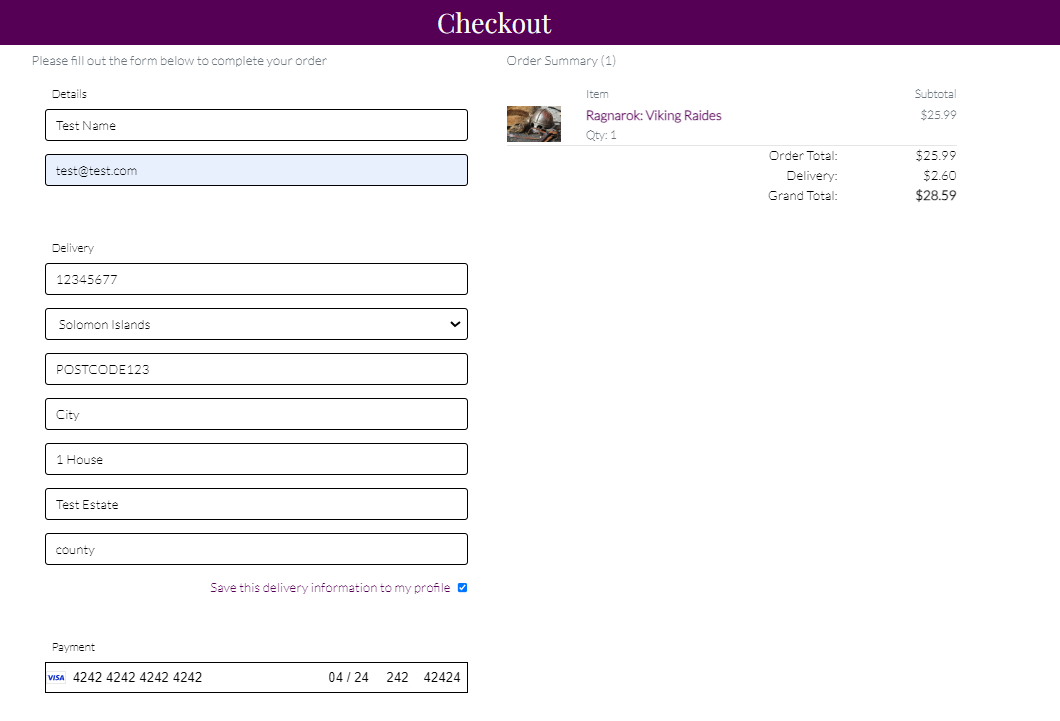 Checkout
Please fill out the form below to complete your order
Details
Test Name
test@test.com
Delivery
12345677
Solomon Islands
POSTCODE123
City
1 House
Test Estate
county
Save this delivery information to my profile
Payment
VISA 4242 4242 4242 4242 04 / 24 242 42424
Order Summary (1)
Item Subtotal
Ragnarok: Viking Raides $25.99
Qty: 1
Order Total: $25.99
Delivery: $2.60
Grand Total: $28.59